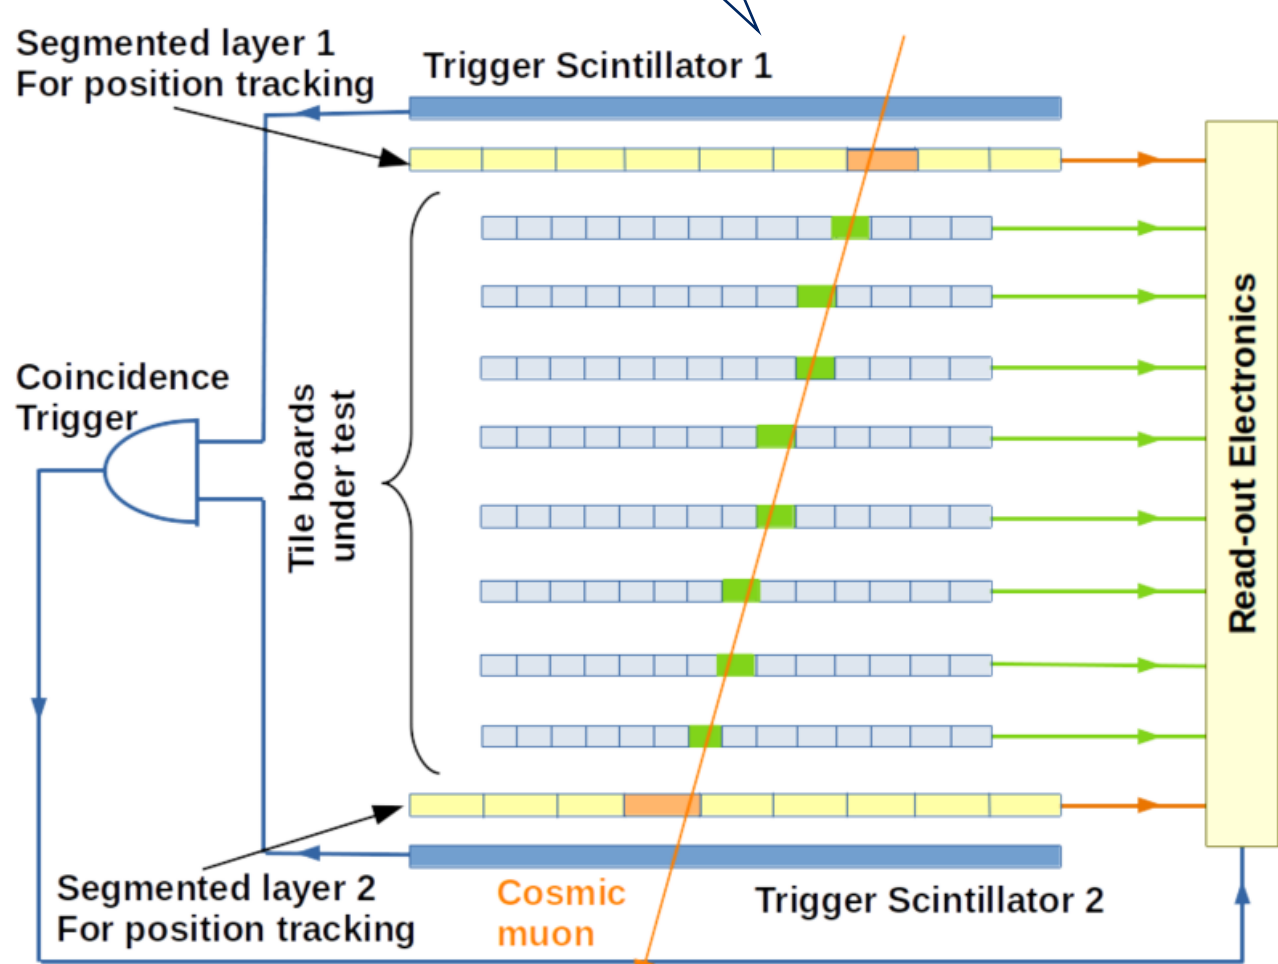 Segmented layer 1
For position tracking
Trigger Scintillator 1
Coincidence
Trigger
Tile boards
under test
Read-out Electronics
Segmented layer 2
For position tracking
Cosmic
muon
Trigger Scintillator 2